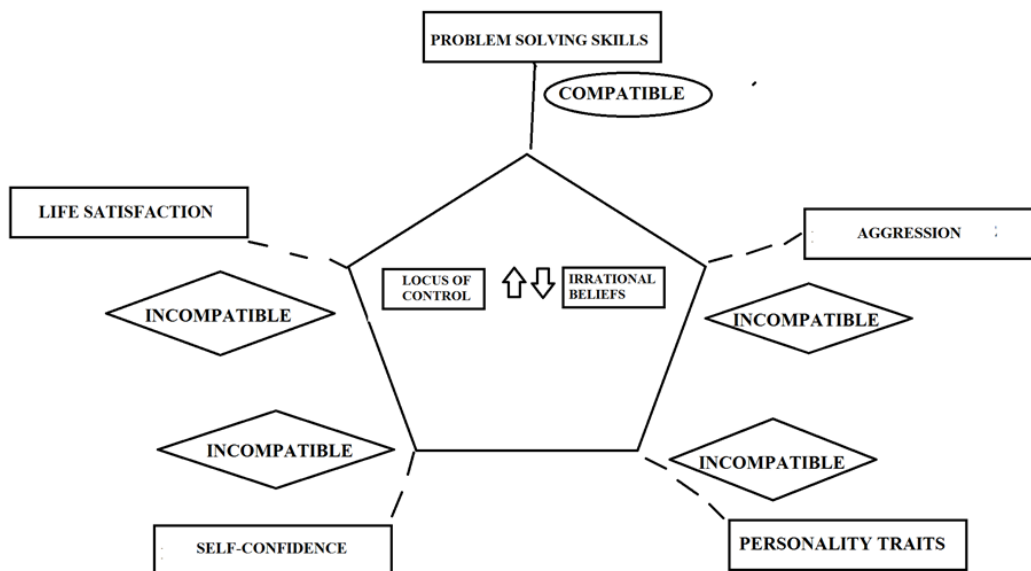 PROBLEM SOLVING SKILLS
COMPATIBLE
LIFE SATISFACTION
AGGRESSION
LOCUS OF
CONTROL
IRRATIONAL
BELIEFS
INCOMPATIBLE
INCOMPATIBLE
INCOMPATIBLE
INCOMPATIBLE
SELF-CONFIDENCE
PERSONALITY TRAITS